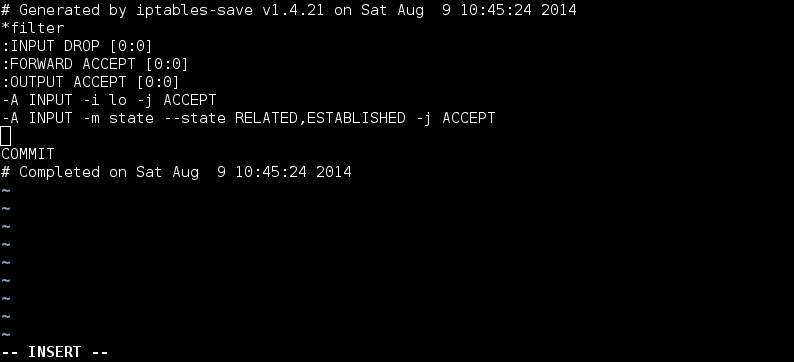 # Generated by iptables-save v1.4.21 on Sat Aug  9 10:45:24 2014
*filter
:INPUT DROP [0:0]
:FORWARD ACCEPT [0:0]
:OUTPUT ACCEPT [0:0]
-A INPUT -i lo -j ACCEPT
-A INPUT -m state --state RELATED,ESTABLISHED -j ACCEPT
COMMIT
# Completed on Sat Aug  9 10:45:24 2014
~
~
~
~
~
~
~
~
~
-- INSERT --